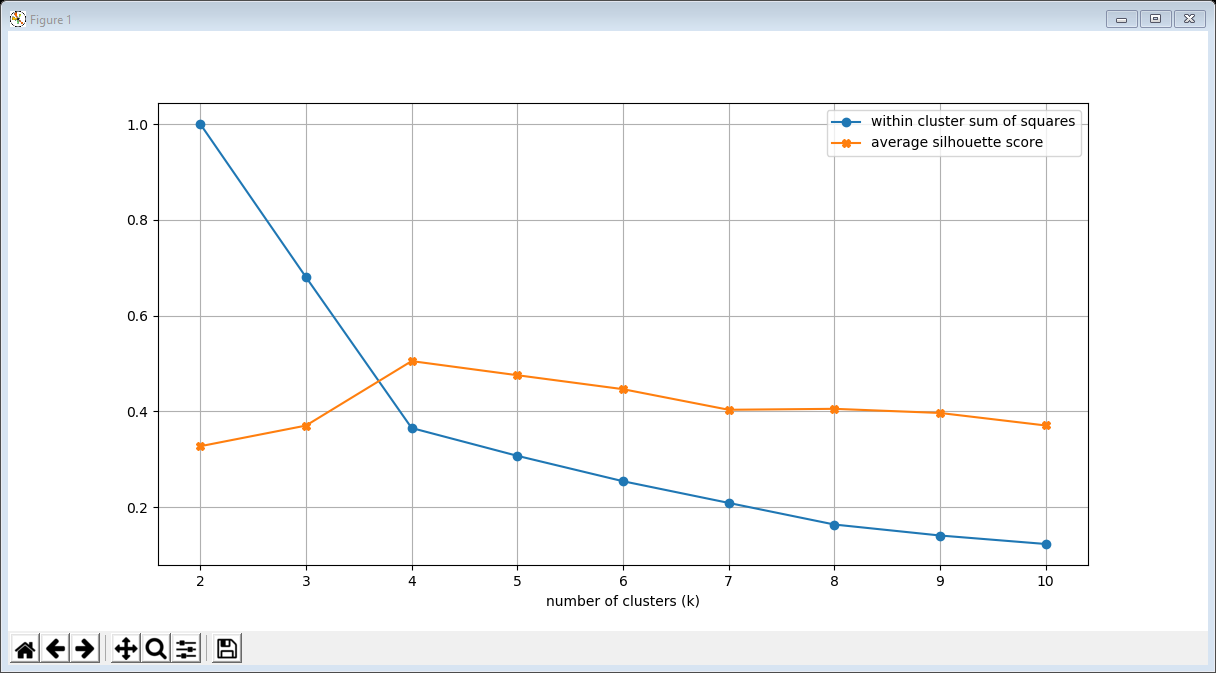 Figure 1
within cluster sum of squares
average silhouette score
1.0
0.8
0.6
0.4
0.2
2 3 4 5 6 7 8 9 10
number of clusters (k)